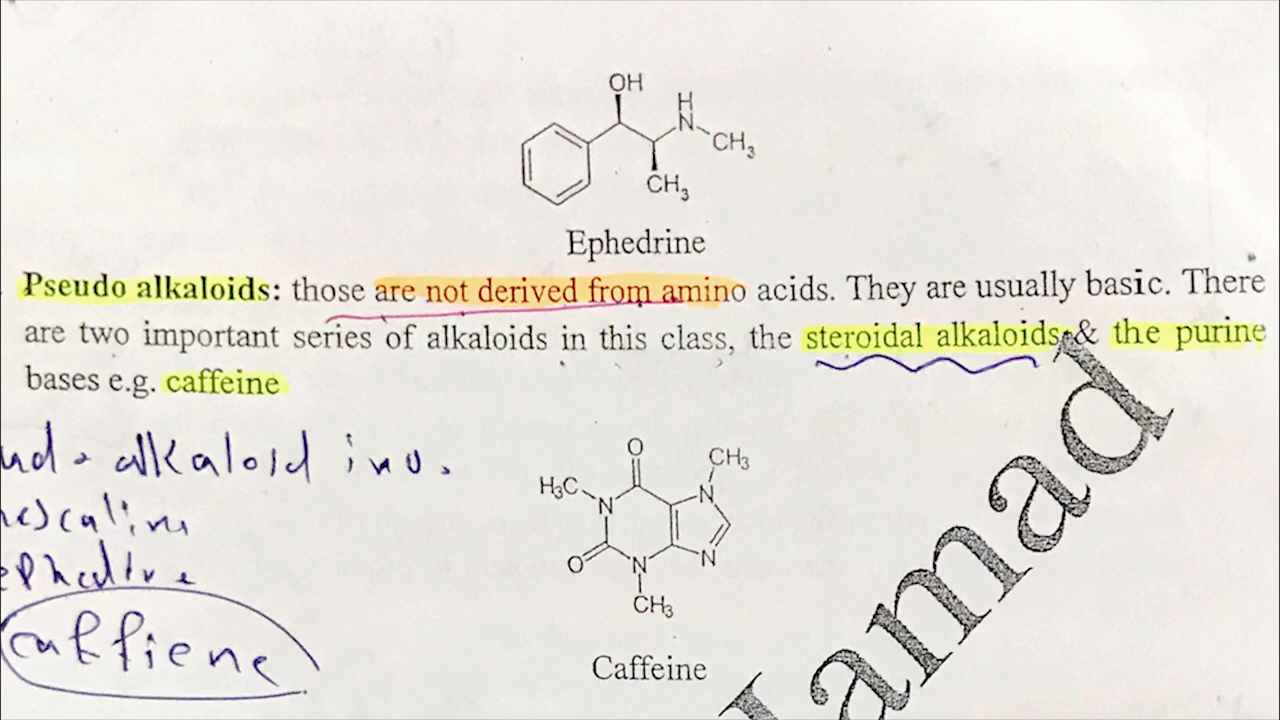 OH
H
N
CH3
CH3
Ephedrine
Pseudo alkaloids: those are not derived from amino acids. They are usually basic. There
are two important series of alkaloids in this class, the steroidal alkaloids & the purine
bases e.g. caffeine
alkaloid
O
CH3
H3C
N
N
O
N
N
CH3
caffiene
Caffeine